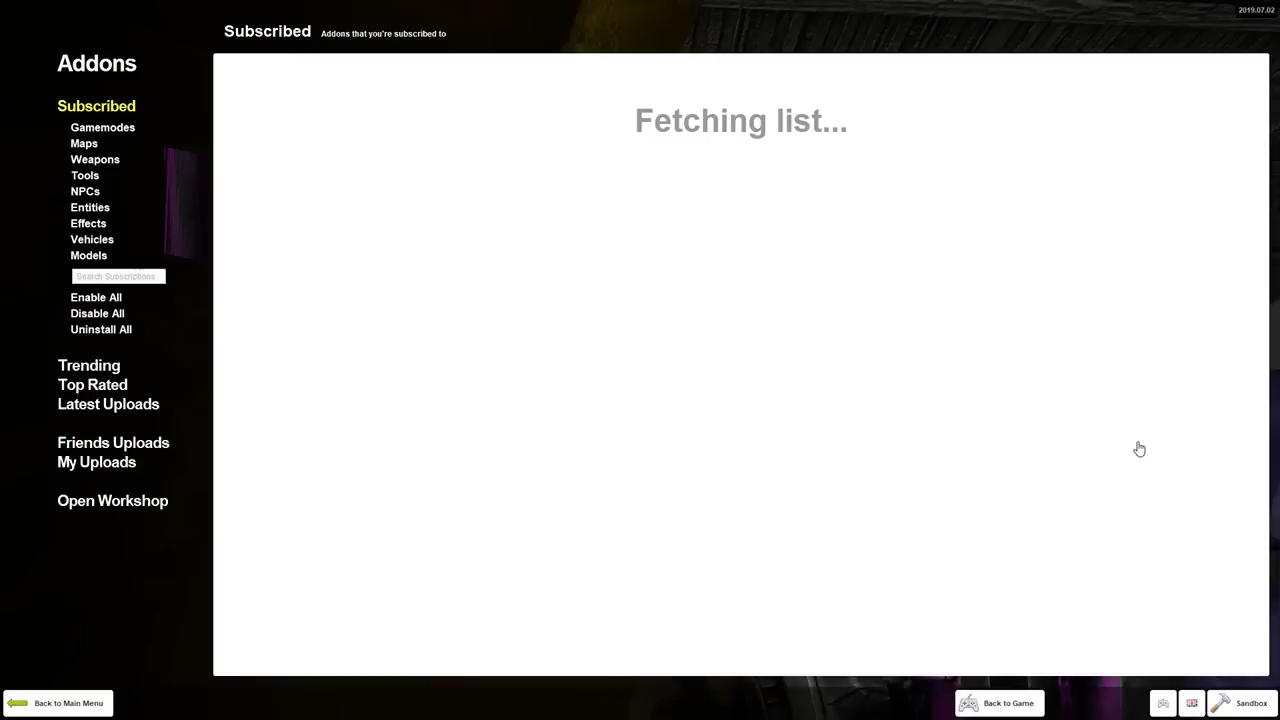 2019.07.02
Subscribed Addons that you're subscribed to
Addons
Subscribed
Gamemodes
Maps
Weapons
Tools
NPCs
Entities
Effects
Vehicles
Models
Search Subscriptions
Enable All
Disable All
Uninstall All
Trending
Top Rated
Latest Uploads
Friends Uploads
My Uploads
Open Workshop
Fetching list...
Back to Main Menu
Back to Game
Sandbox